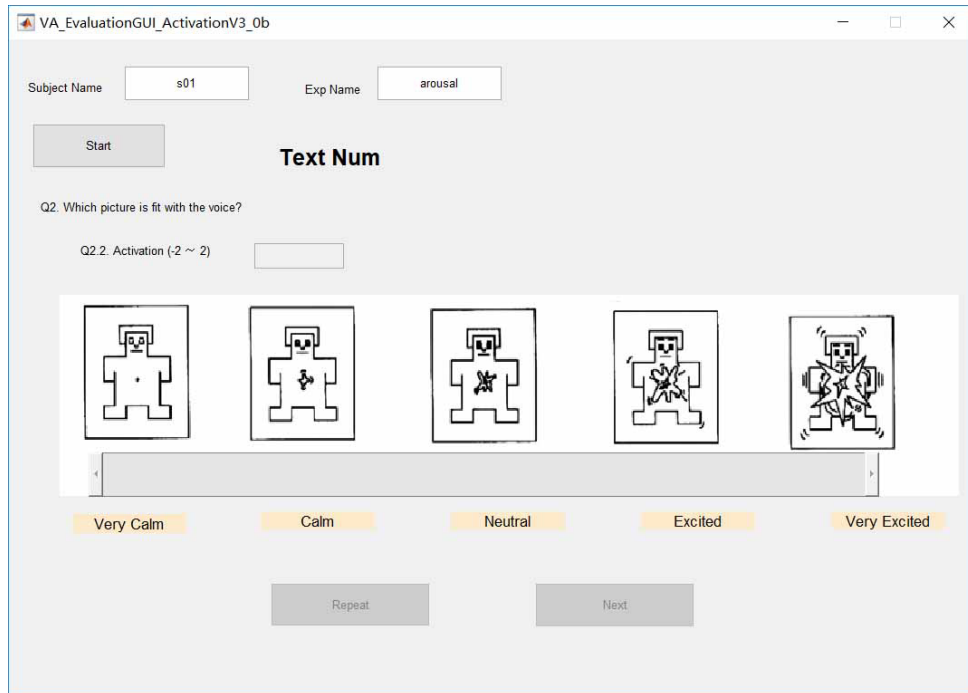 VA_EvaluationGUI_ActivationV3_0b
Subject Name s01 Exp Name arousal
Start
Text Num
Q2. Which picture is fit with the voice?
Q2.2. Activation (-2 ~ 2)
Very Calm Calm Neutral Excited Very Excited
Repeat Next